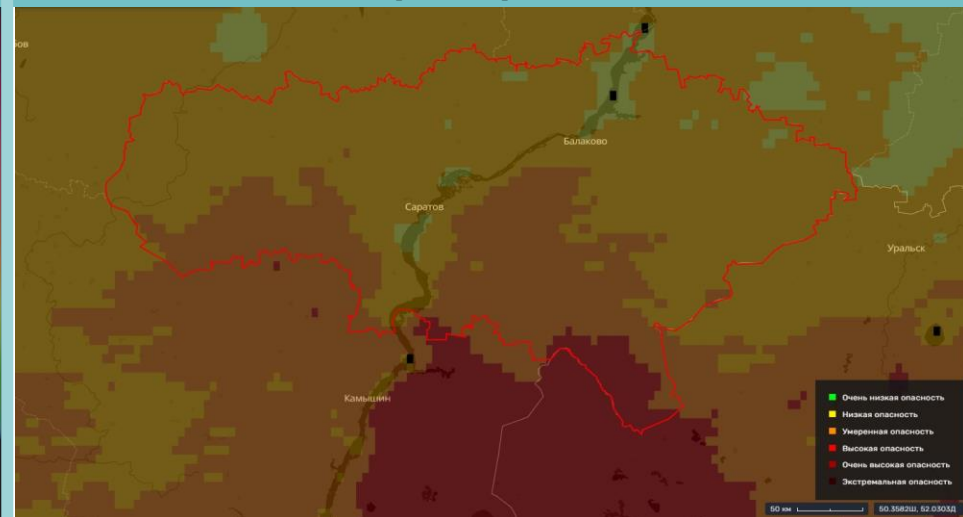 бов
Балаково
Саратов
Уральск
Камышин
Очень низкая опасность
Низкая опасность
Умеренная опасность
Высокая опасность
Очень высокая опасность
Экстремальная опасность
50 км
50.3582Ш, 52.0303Д